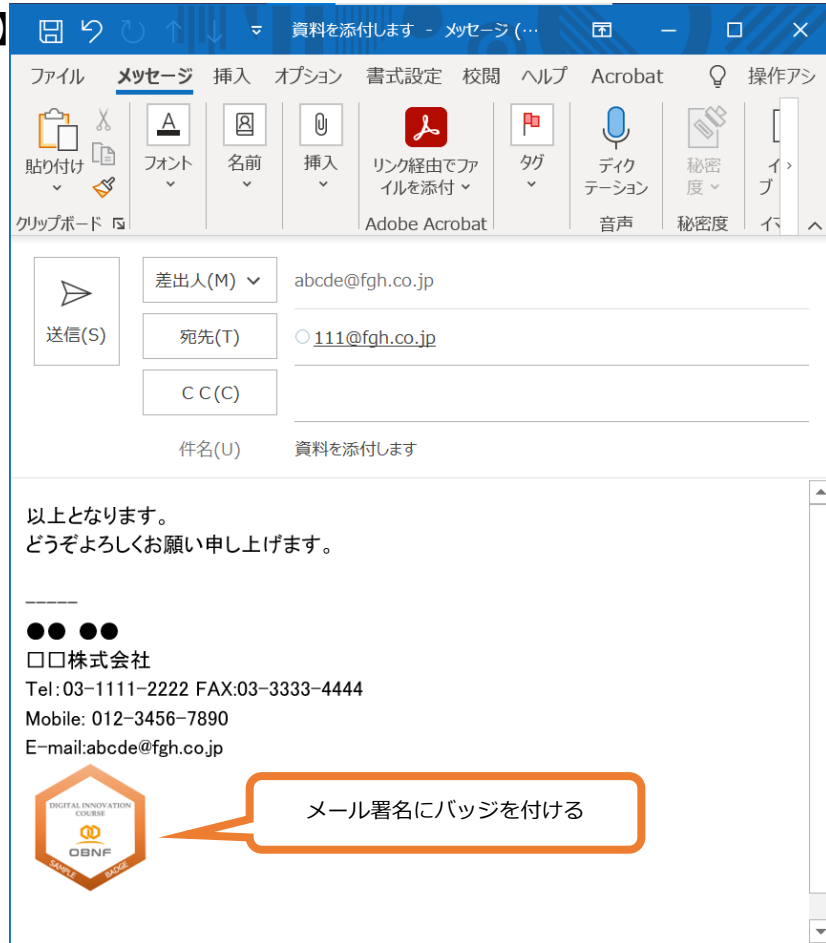 】
資料を添付します - メッセージ (…
ファイル メッセージ 挿入 オプション 書式設定 校閲 ヘルプ Acrobat 操作アシ
貼り付け フォント 名前 挿入 リンク経由でファイルを添付 タグ ディクテーション 秘密度
クリップボード Adobe Acrobat 音声 秘密度
送信(S)
差出人(M) abcde@fgh.co.jp
宛先(T) 111@fgh.co.jp
ＣＣ(C)
件名(U) 資料を添付します
以上となります。
どうぞよろしくお願い申し上げます。
-----
●● ●●
□□株式会社
Tel:03-1111-2222 FAX:03-3333-4444
Mobile: 012-3456-7890
E-mail:abcde@fgh.co.jp
DIGITAL INNOVATION
COURSE
OBNF
SAMPLE BADGE
メール署名にバッジを付ける